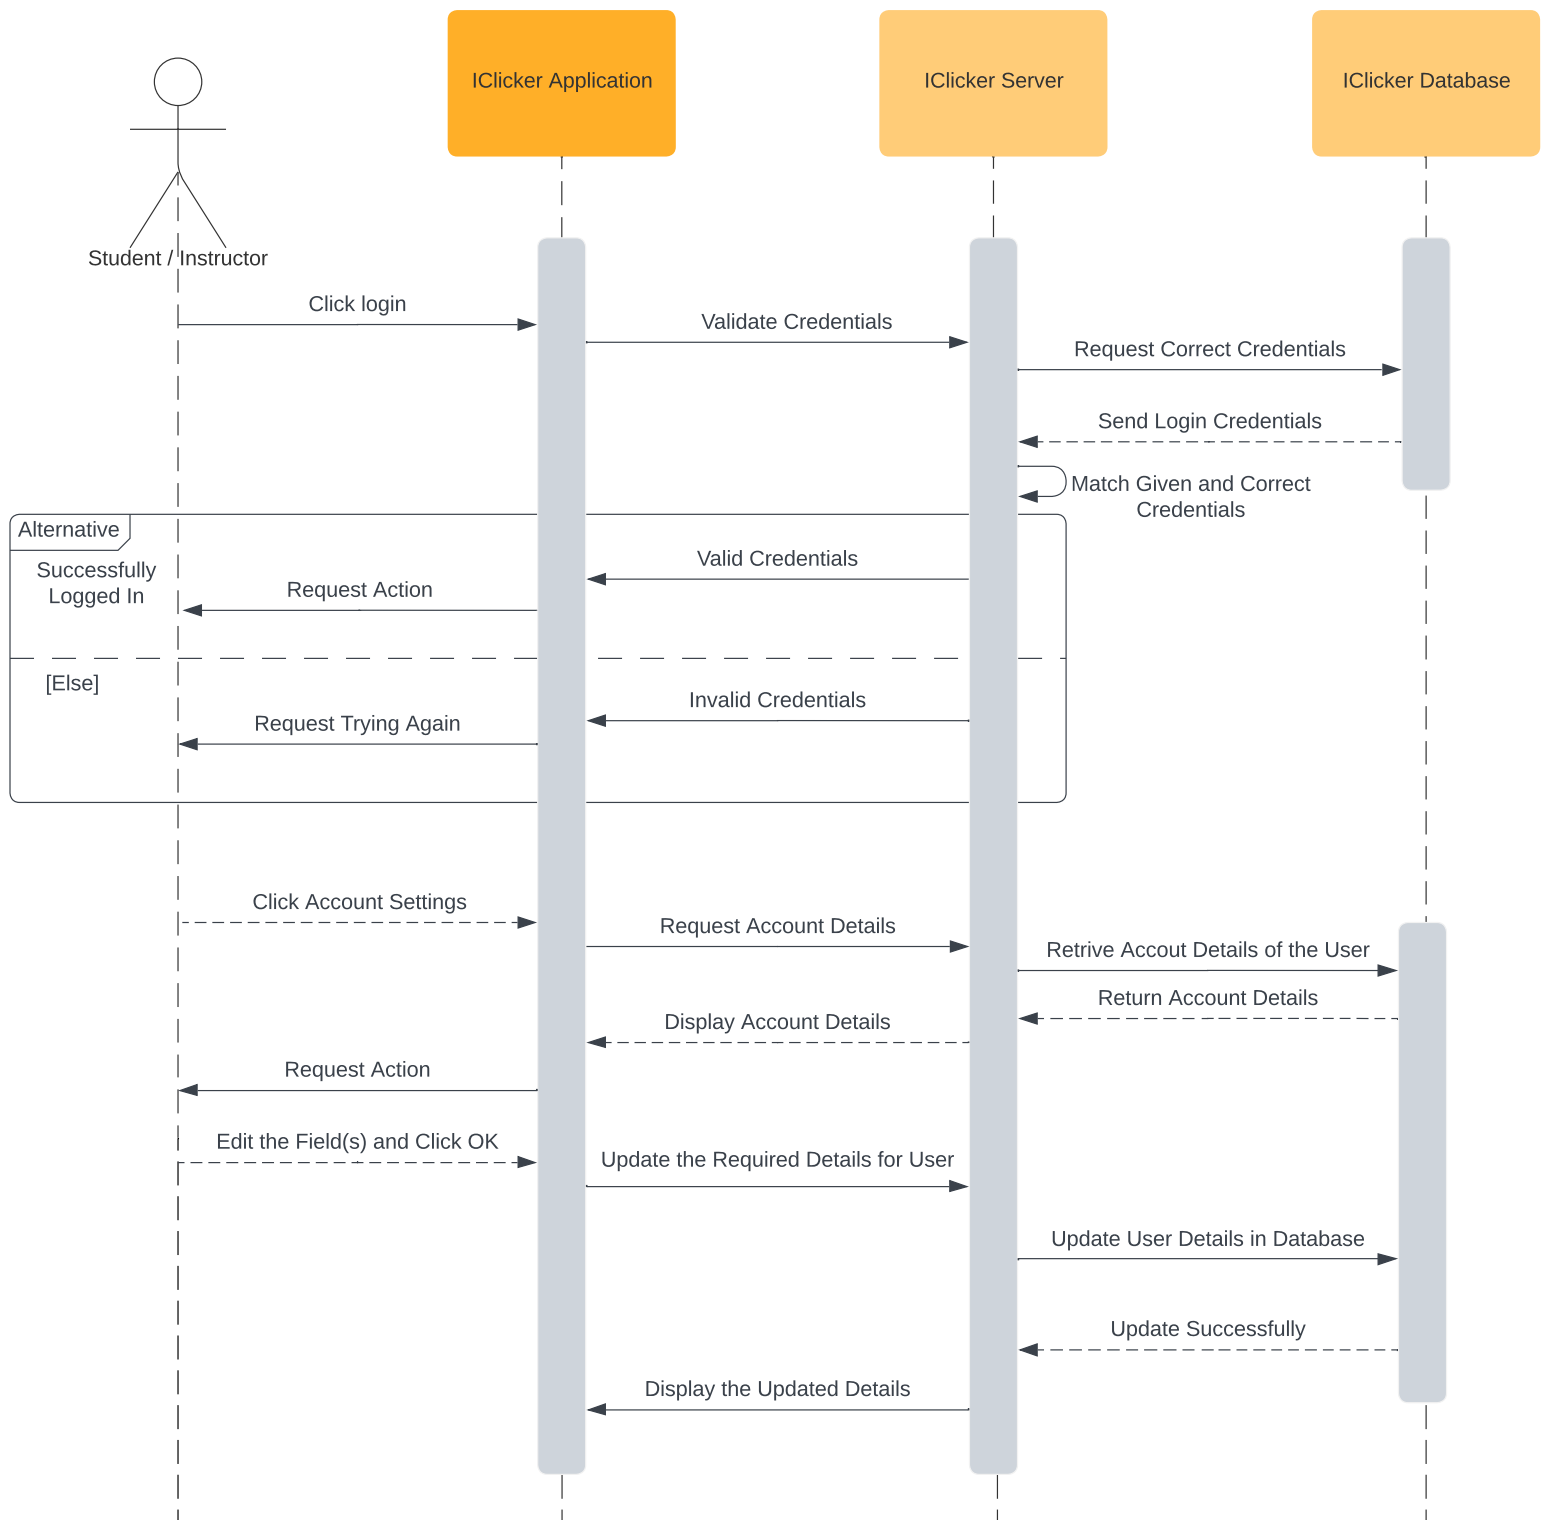 IClicker Application
IClicker Server
IClicker Database
Student / Instructor
Click login
Validate Credentials
Request Correct Credentials
Send Login Credentials
Match Given and Correct
Credentials
Alternative
Successfully
Logged In
Valid Credentials
Request Action
[Else]
Invalid Credentials
Request Trying Again
Click Account Settings
Request Account Details
Retrive Accout Details of the User
Return Account Details
Display Account Details
Request Action
Edit the Field(s) and Click OK
Update the Required Details for User
Update User Details in Database
Update Successfully
Display the Updated Details